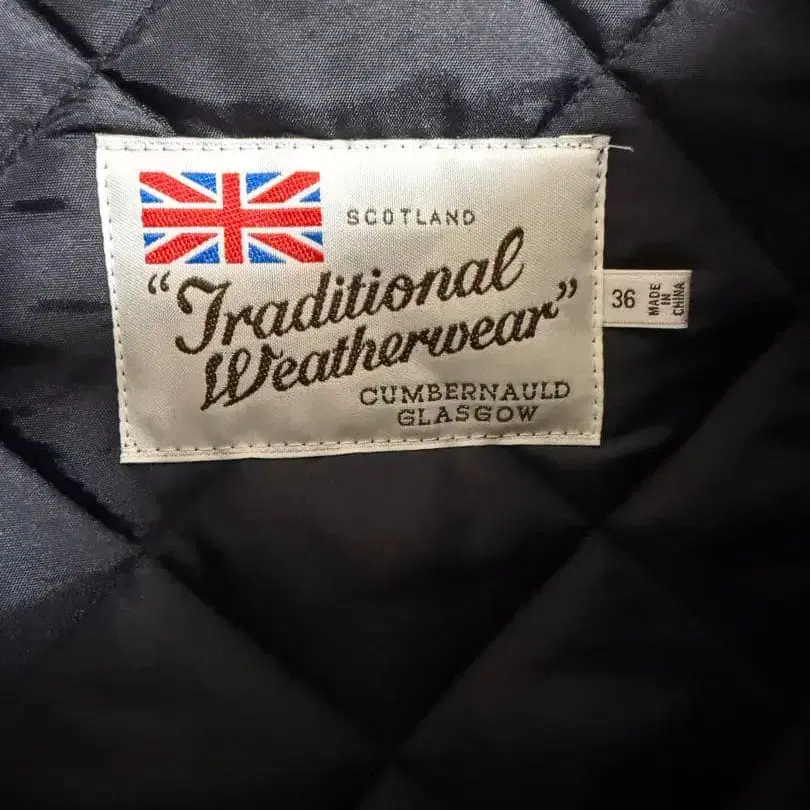 SCOTLAND
"Traditional
Weatherwear"
CUMBERNAULD
GLASGOW
36
MADE
IN
CHINA